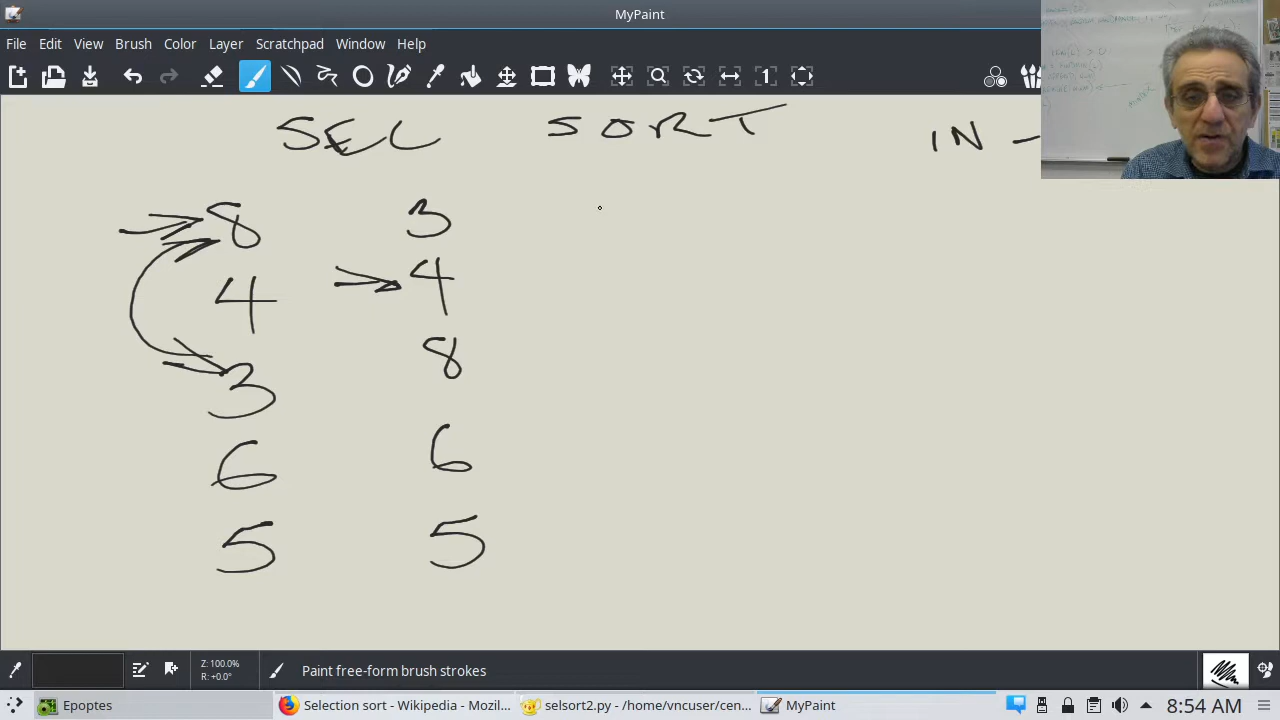 MyPaint
File Edit View Brush Color Layer Scratchpad Window Help
1
SEL SORT IN -
8 3
4 4
3 8
6 6
5 5
Z: 100.0%
R: +0.0°
Paint free-form brush strokes
Epoptes Selection sort - Wikipedia - Mozil... selsort2.py - /home/vncuser/cen... MyPaint 8:54 AM